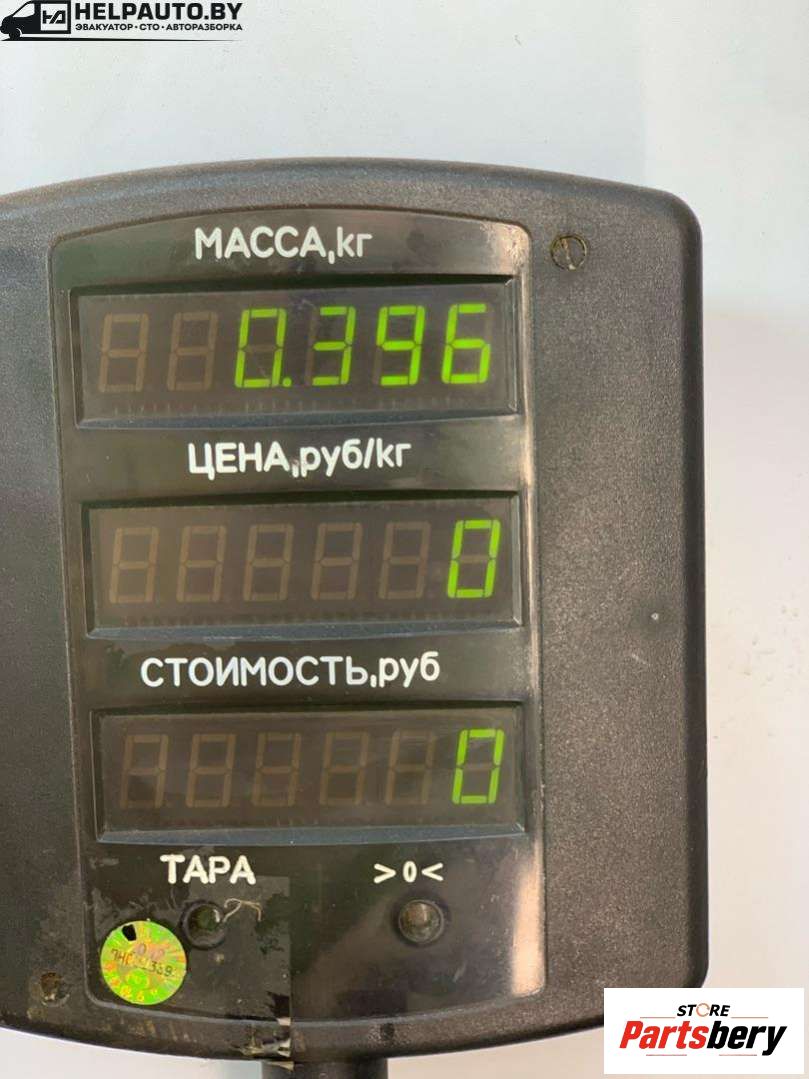 HELPAUTO.BY
ЭВАКУАТОР • СТО • АВТОРАЗБОРКА
МАССА,кг
0.396
ЦЕНА,руб/кг
0
СТОИМОСТЬ,руб
0
ТАРА >0<
STORE
Partsbery